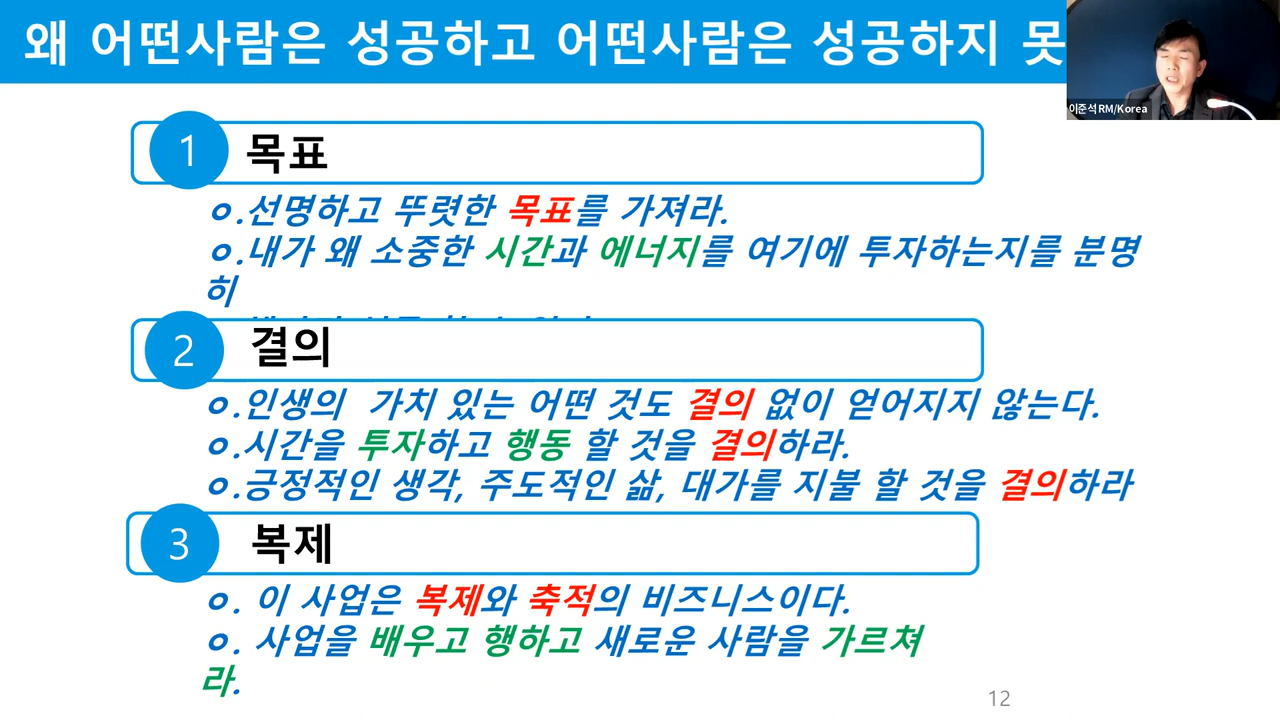 왜 어떤사람은 성공하고 어떤사람은 성공하지 못
이준석 RM/Korea
1 목표
ㅇ.선명하고 뚜렷한 목표를 가져라.
ㅇ.내가 왜 소중한 시간과 에너지를 여기에 투자하는지를 분명
히
2 결의
ㅇ.인생의 가치 있는 어떤 것도 결의 없이 얻어지지 않는다.
ㅇ.시간을 투자하고 행동 할 것을 결의하라.
ㅇ.긍정적인 생각, 주도적인 삶, 대가를 지불 할 것을 결의하라
3 복제
ㅇ. 이 사업은 복제와 축적의 비즈니스이다.
ㅇ. 사업을 배우고 행하고 새로운 사람을 가르쳐
라.
12